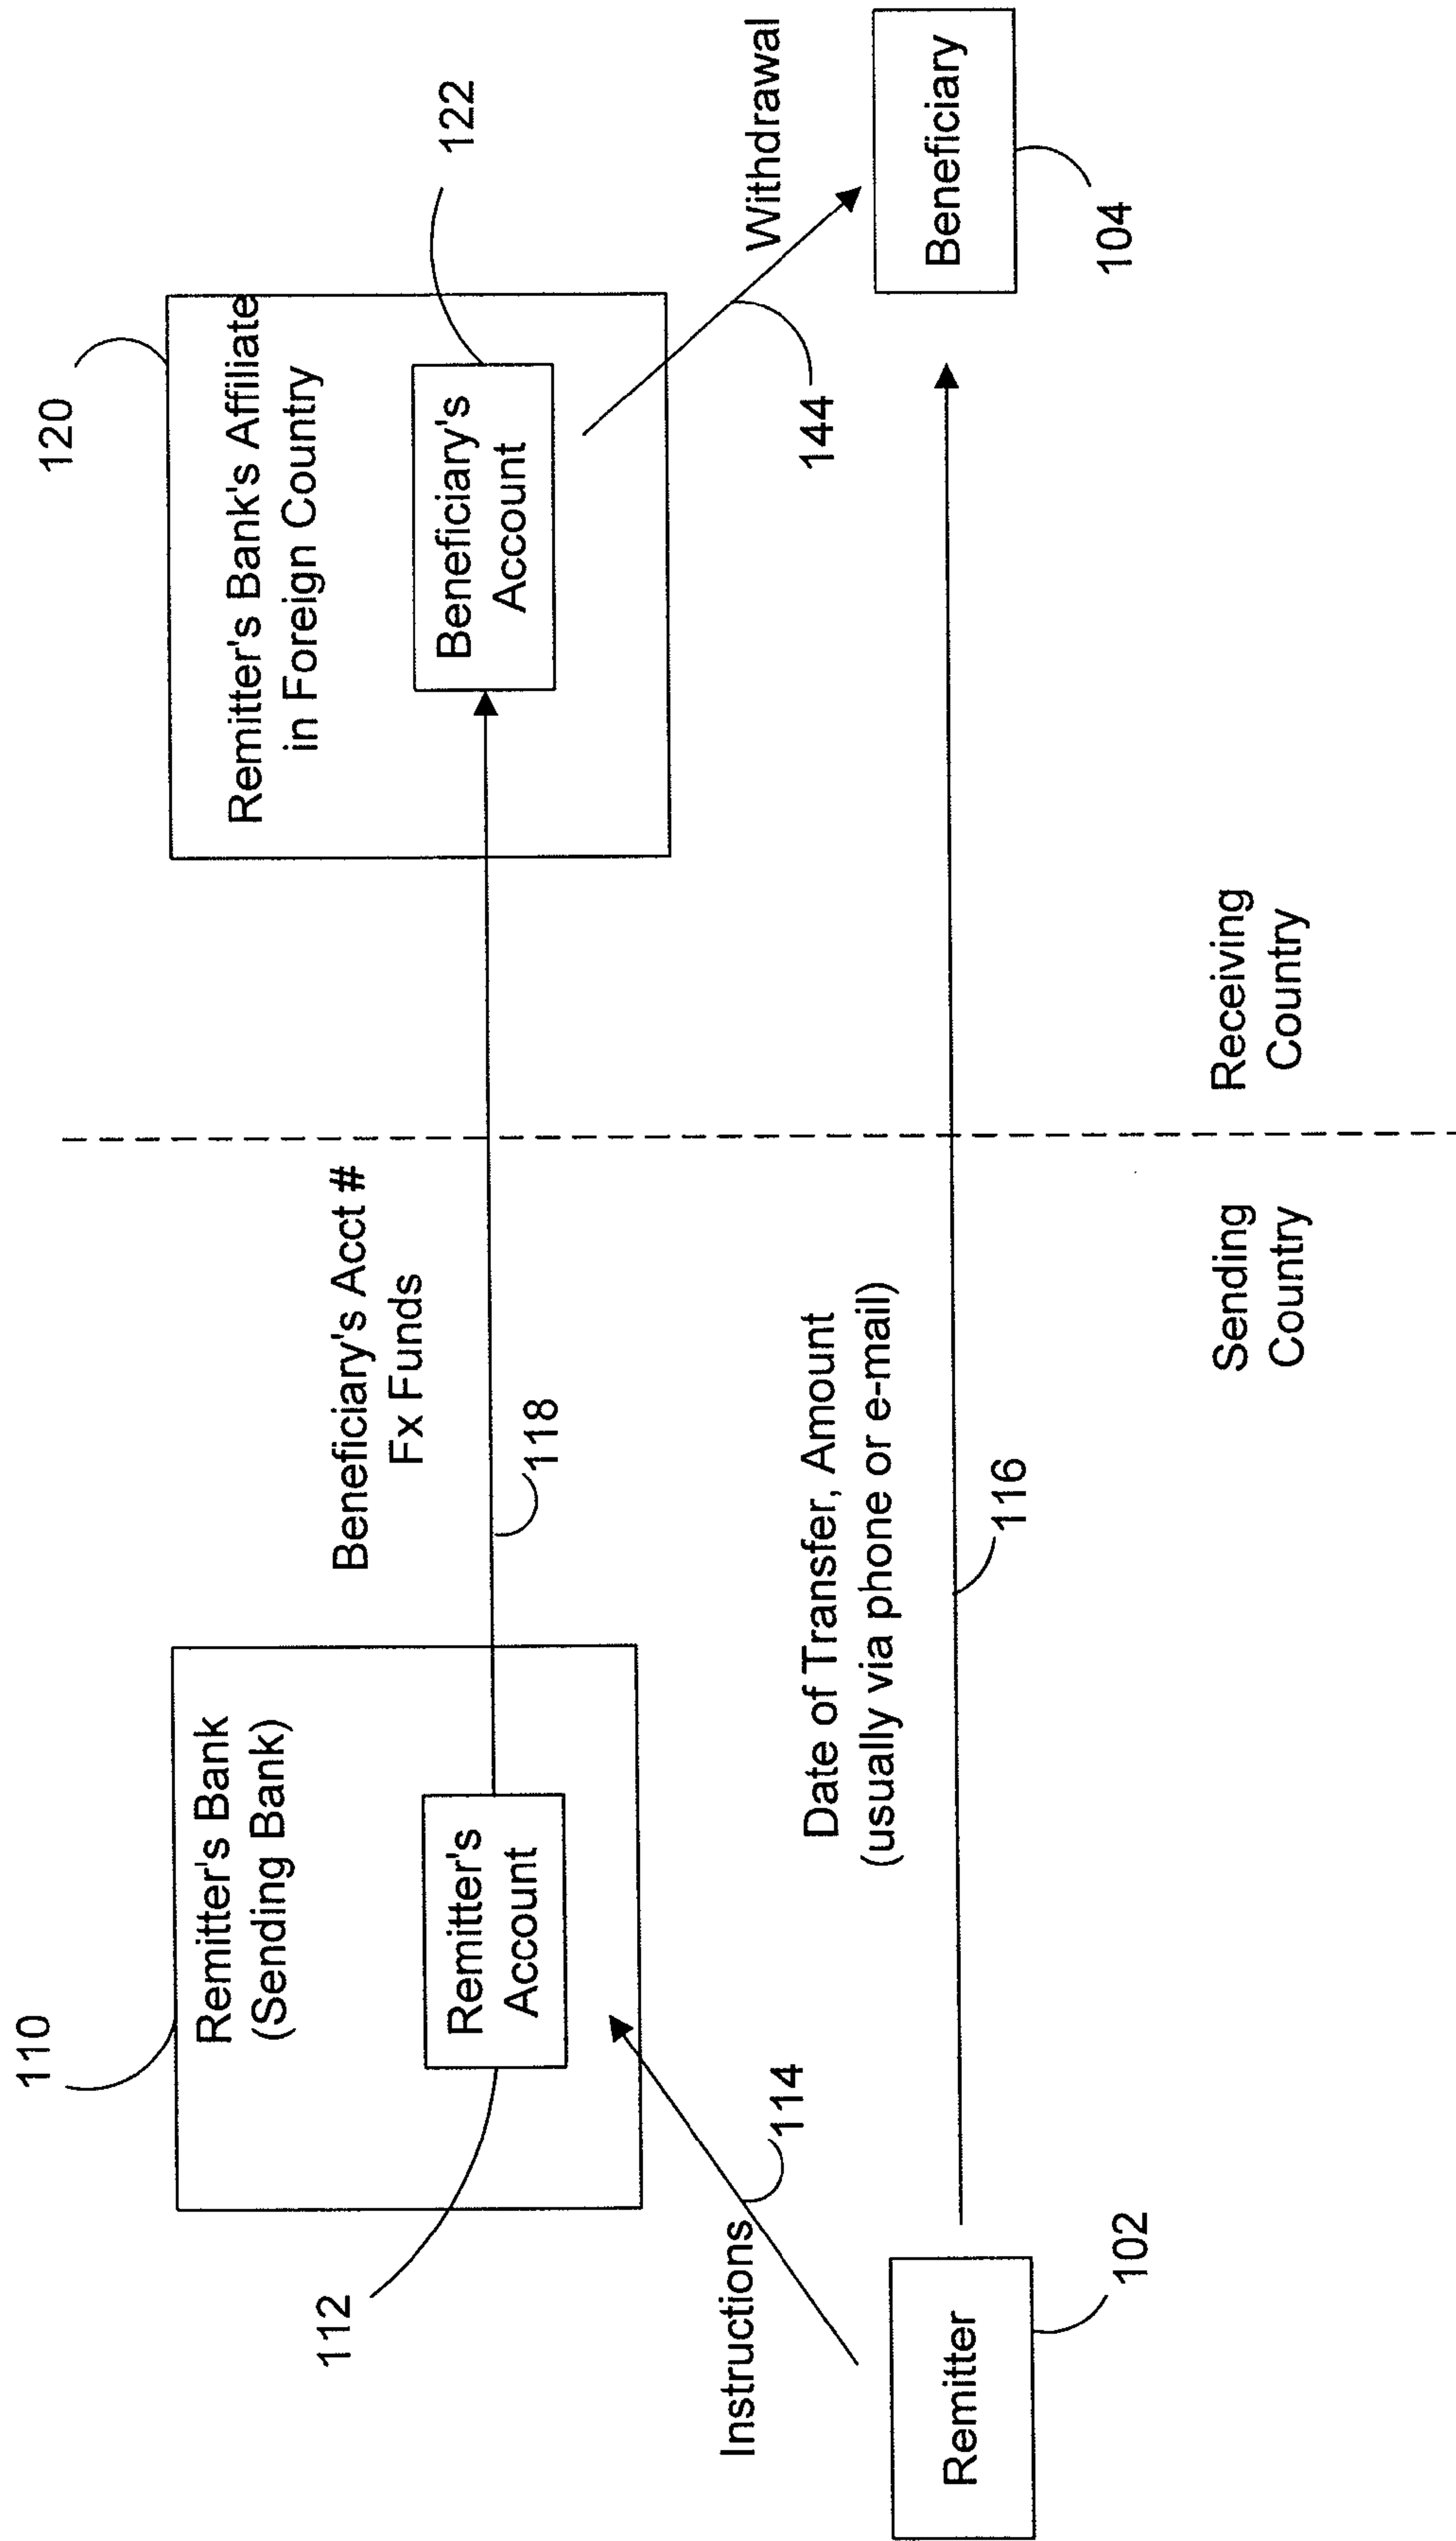 110
Remitter's Bank
(Sending Bank)
Remitter's
Account
112
Instructions
114
Remitter
102
Beneficiary's Acct #
Fx Funds
118
Date of Transfer, Amount
(usually via phone or e-mail)
116
Sending
Country
Receiving
Country
120
Remitter's Bank's Affiliate
in Foreign Country
Beneficiary's
Account
122
Withdrawal
144
Beneficiary
104